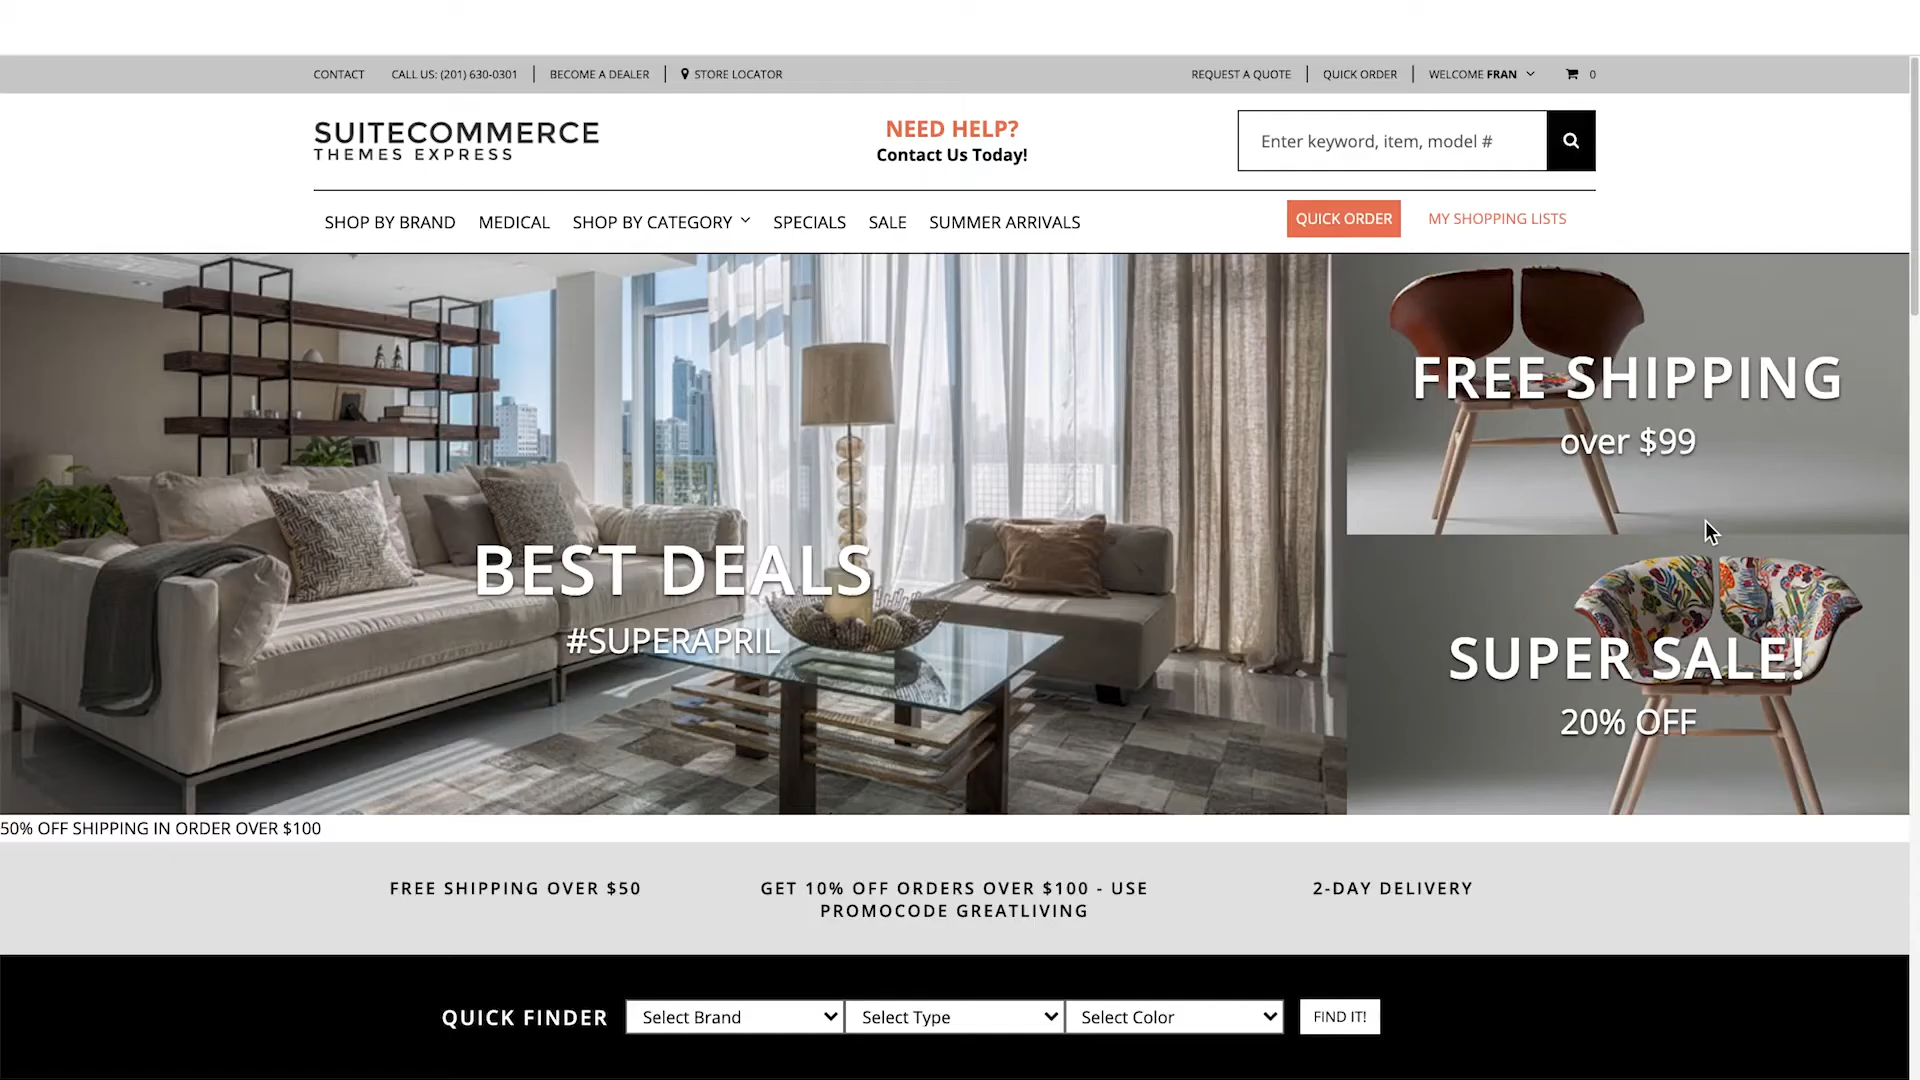 CONTACT CALL US: (201) 630-0301 BECOME A DEALER STORE LOCATOR REQUEST A QUOTE QUICK ORDER WELCOME FRAN 0
SUITECOMMERCE
THEMES EXPRESS
NEED HELP?
Contact Us Today!
Enter keyword, item, model #
SHOP BY BRAND MEDICAL SHOP BY CATEGORY SPECIALS SALE SUMMER ARRIVALS QUICK ORDER MY SHOPPING LISTS
BEST DEALS
#SUPERAPRIL
FREE SHIPPING
over $99
SUPER SALE!
20% OFF
50% OFF SHIPPING IN ORDER OVER $100
FREE SHIPPING OVER $50
GET 10% OFF ORDERS OVER $100 - USE
PROMOCODE GREATLIVING
2-DAY DELIVERY
QUICK FINDER Select Brand Select Type Select Color FIND IT!